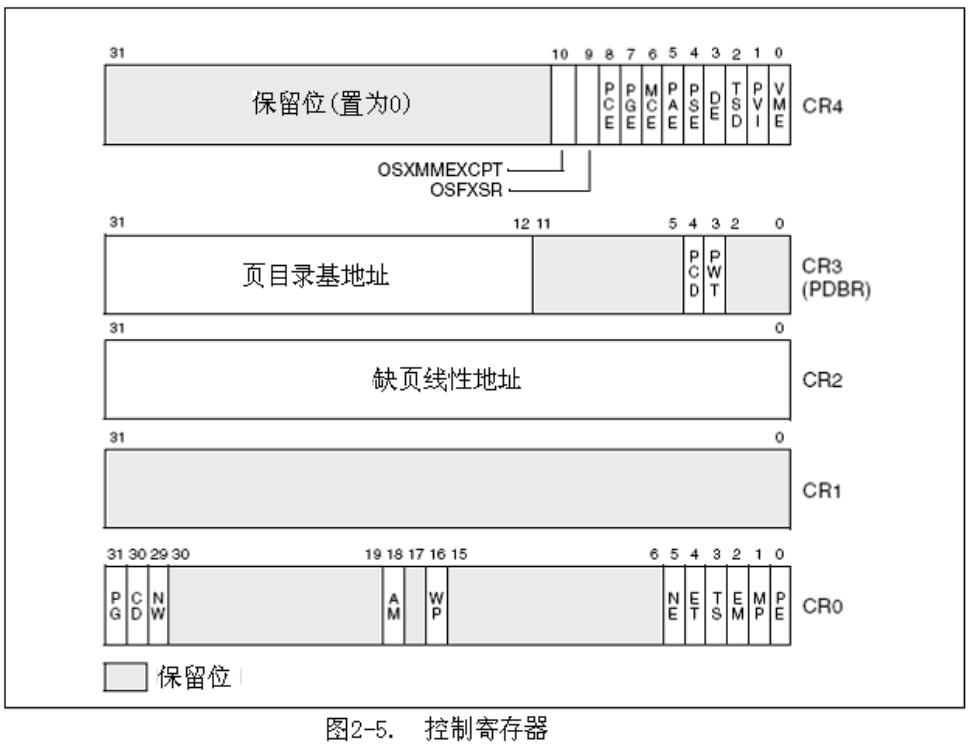 31 10 9 8 7 6 5 4 3 2 1 0
保留位(置为0) PCE PGE MCE PAE PSE DE TSD PVI VME CR4
OSXMMEXCPT
OSFXSR
31 12 11 5 4 3 2 0
页目录基地址 PCD PWT CR3
(PDBR)
31 0
缺页线性地址 CR2
31 0
CR1
31 30 29 30 19 18 17 16 15 6 5 4 3 2 1 0
PG CD NW AM WP NE ET TS EM MP PE CR0
保留位
图2-5. 控制寄存器